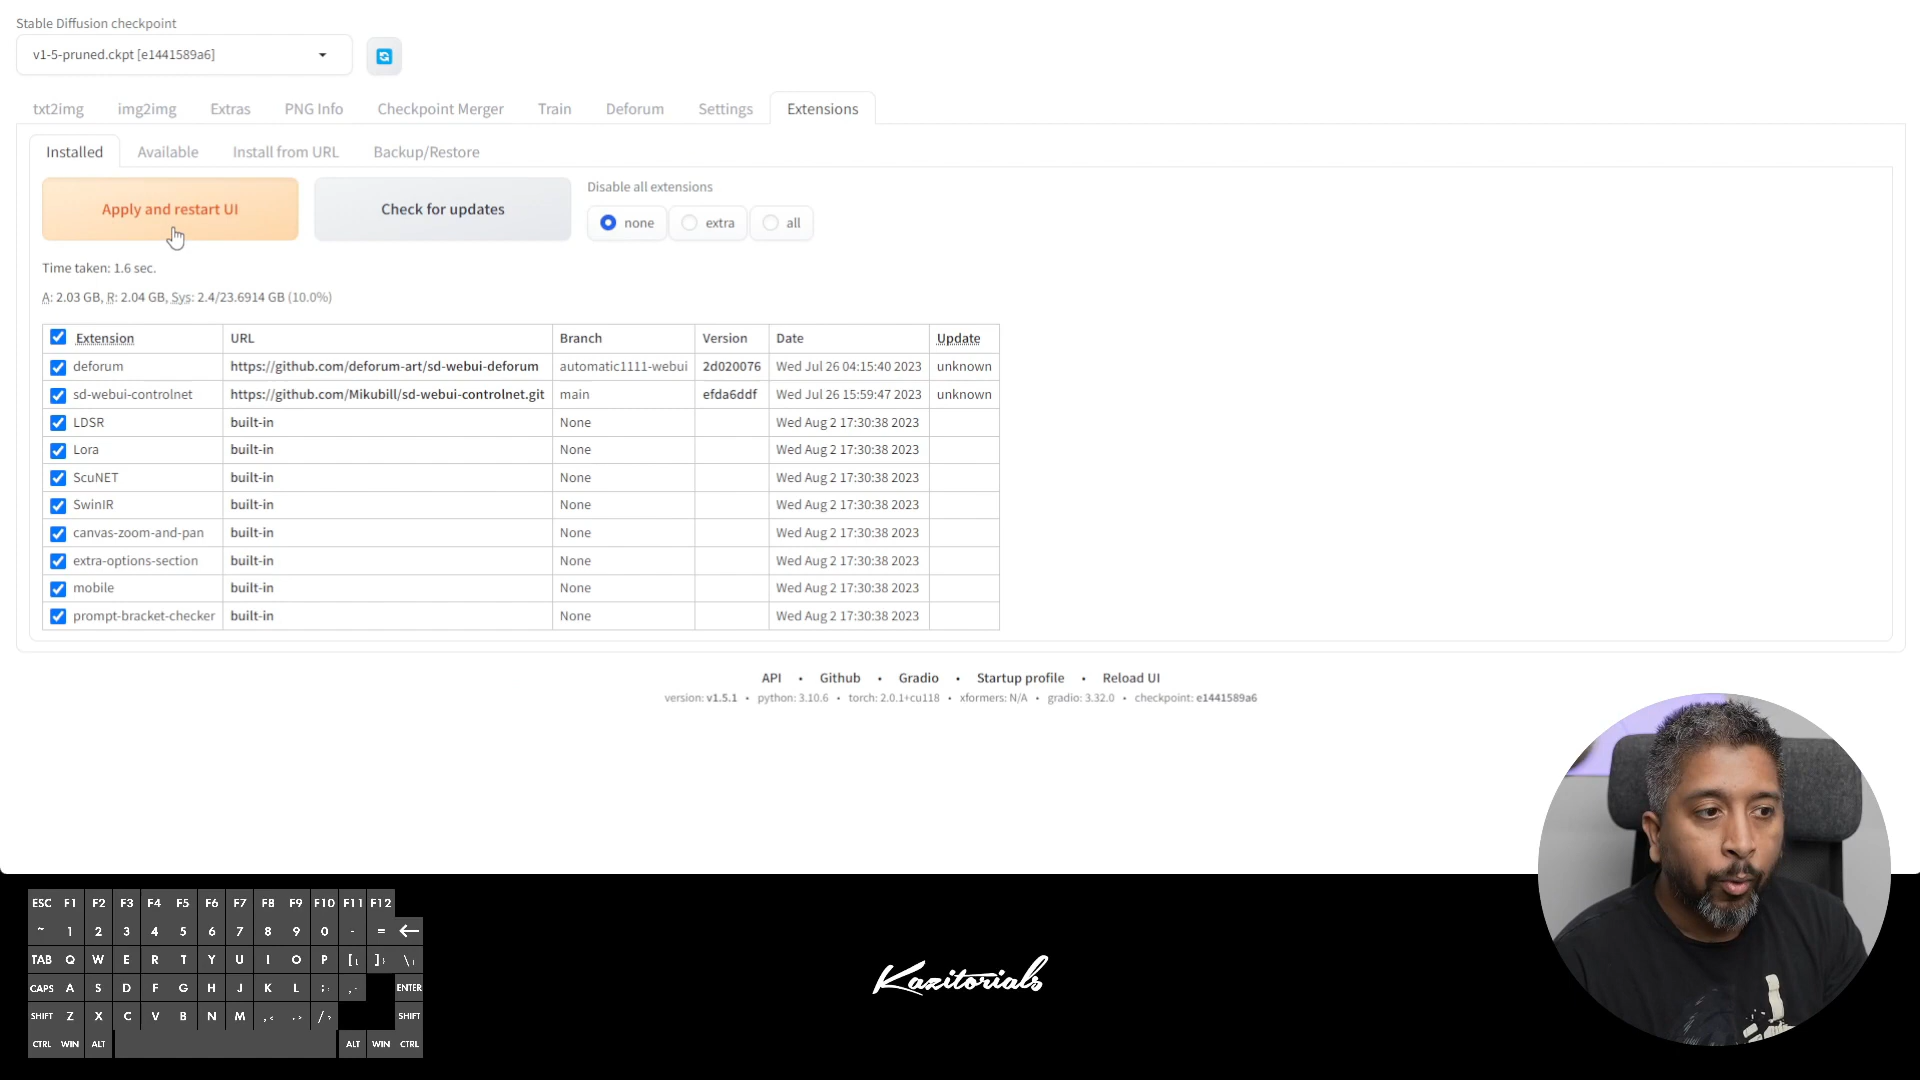 Stable Diffusion checkpoint
v1-5-pruned.ckpt [e1441589a6]
txt2img img2img Extras PNG Info Checkpoint Merger Train Deforum Settings Extensions
Installed Available Install from URL Backup/Restore
Apply and restart UI Check for updates
Disable all extensions
none extra all
Time taken: 1.6 sec.
A: 2.03 GB, R: 2.04 GB, Sys: 2.4/23.6914 GB (10.0%)
Extension URL Branch Version Date Update
deforum https://github.com/deforum-art/sd-webui-deforum automatic1111-webui 2d020076 Wed Jul 26 04:15:40 2023 unknown
sd-webui-controlnet https://github.com/Mikubill/sd-webui-controlnet.git main efda6ddf Wed Jul 26 15:59:47 2023 unknown
LDSR built-in None Wed Aug 2 17:30:38 2023
Lora built-in None Wed Aug 2 17:30:38 2023
ScuNET built-in None Wed Aug 2 17:30:38 2023
SwinIR built-in None Wed Aug 2 17:30:38 2023
canvas-zoom-and-pan built-in None Wed Aug 2 17:30:38 2023
extra-options-section built-in None Wed Aug 2 17:30:38 2023
mobile built-in None Wed Aug 2 17:30:38 2023
prompt-bracket-checker built-in None Wed Aug 2 17:30:38 2023
API • Github • Gradio • Startup profile • Reload UI
version: v1.5.1 • python: 3.10.6 • torch: 2.0.1+cu118 • xformers: N/A • gradio: 3.32.0 • checkpoint: e1441589a6
ESC F1 F2 F3 F4 F5 F6 F7 F8 F9 F10 F11 F12
~ 1 2 3 4 5 6 7 8 9 0 - = ←
TAB Q W E R T Y U I O P [{ ]} \|
CAPS A S D F G H J K L ;: ENTER
SHIFT Z X C V B N M ,< .> /? SHIFT
CTRL WIN ALT ALT WIN CTRL
Kazitorials